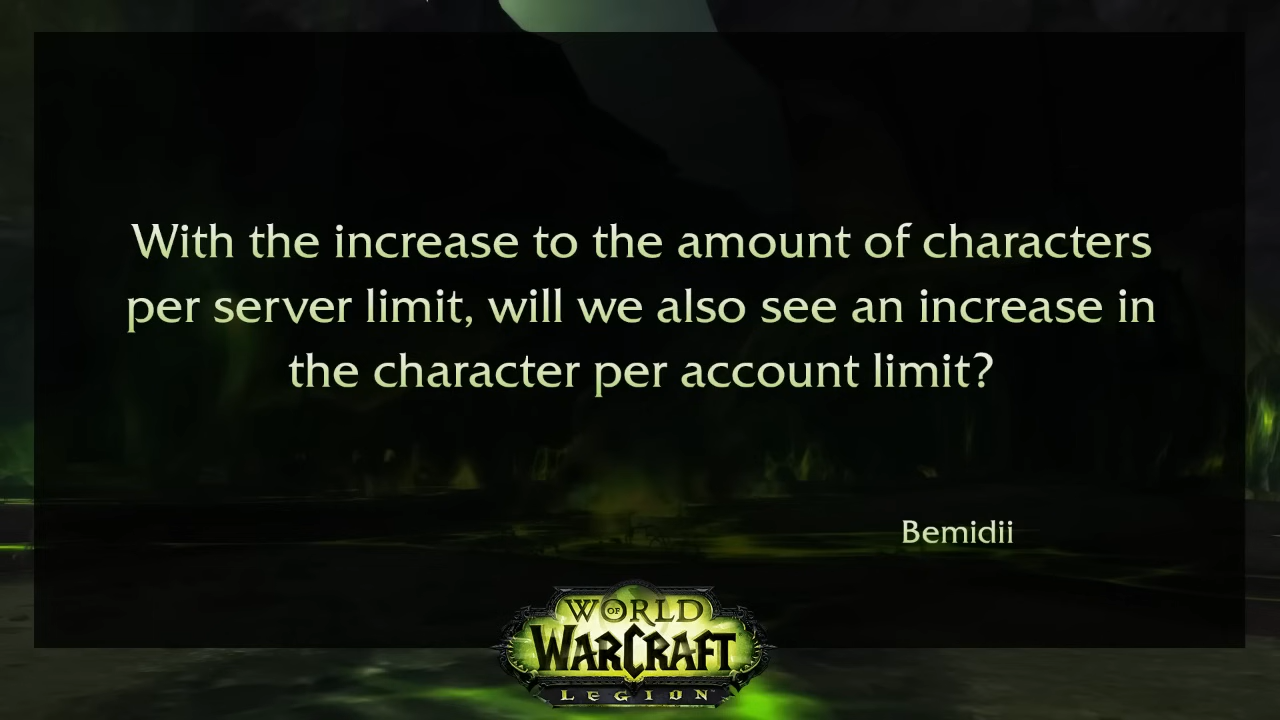 With the increase to the amount of characters
per server limit, will we also see an increase in
the character per account limit?
Bemidii
WORLD OF
WARCRAFT
LEGION